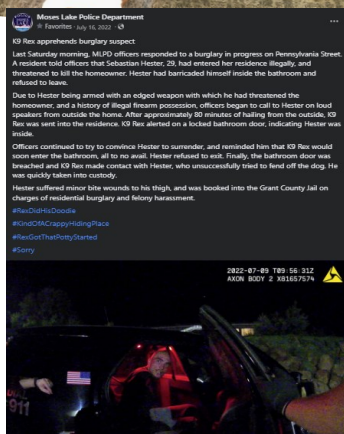 Moses Lake Police Department
Favorites · July 16, 2022 ·
K9 Rex apprehends burglary suspect
Last Saturday morning, MLPD officers responded to a burglary in progress on Pennsylvania Street.
A resident told officers that Sebastian Hester, 29, had entered her residence illegally, and
threatened to kill the homeowner. Hester had barricaded himself inside the bathroom and
refused to leave.
Due to Hester being armed with an edged weapon with which he had threatened the
homeowner, and a history of illegal firearm possession, officers began to call to Hester on loud
speakers from outside the home. After approximately 80 minutes of hailing from the outside, K9
Rex was sent into the residence. K9 Rex alerted on a locked bathroom door, indicating Hester was
inside.
Officers continued to try to convince Hester to surrender, and reminded him that K9 Rex would
soon enter the bathroom, all to no avail. Hester refused to exit. Finally, the bathroom door was
breached and K9 Rex made contact with Hester, who unsuccessfully tried to fend off the dog. He
was quickly taken into custody.
Hester suffered minor bite wounds to his thigh, and was booked into the Grant County Jail on
charges of residential burglary and felony harassment.
#RexDidHisDoodie
#KindOfACrappyHidingPlace
#RexGotThatPottyStarted
#Sorry
2022-07-09 T09:56:31Z
AXON BODY 2 X81657574
911